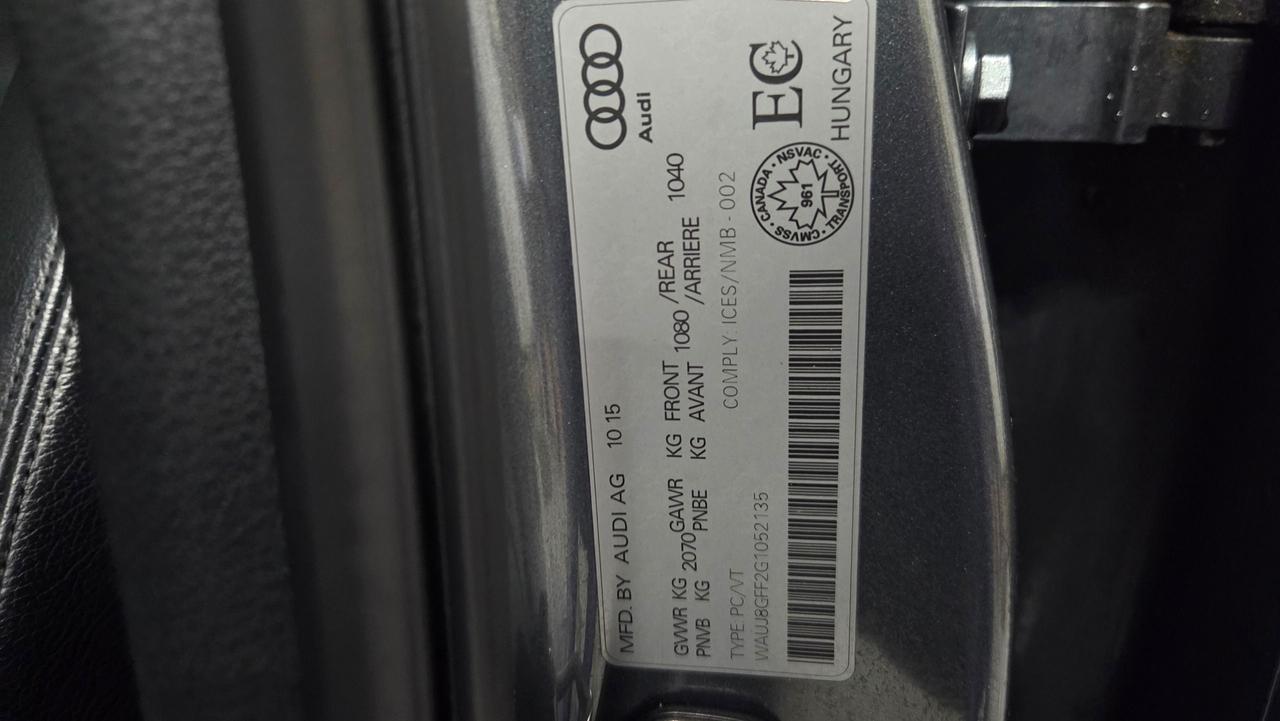 Audi
MFD. BY AUDI AG 10 15
GVWR KG 2070 GAWR KG FRONT 1080 /REAR 1040
PNVB KG PNBE KG AVANT /ARRIERE
COMPLY: ICES/NMB - 002
TYPE: PC/VT
WAUJ8GFF2G1052135
CMVSS • CANADA • NSVAC • TRANSPORT •
961
EC
HUNGARY